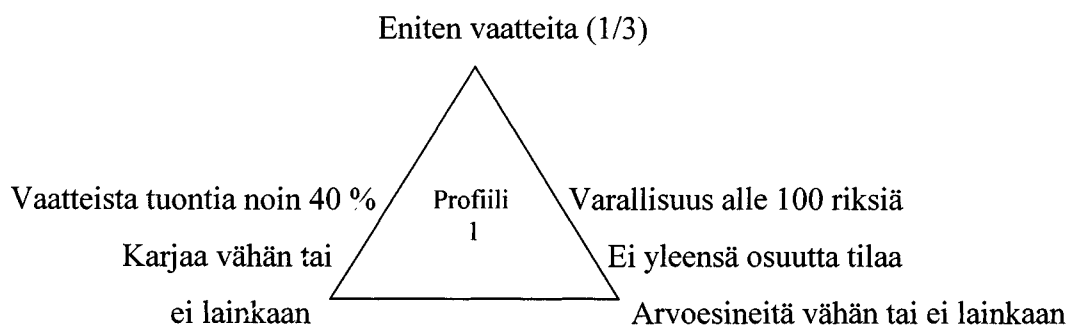 Eniten vaatteita (1/3)
Vaatteista tuontia noin 40 %
Profiili
1
Varallisuus alle 100 riksiä
Karjaa vähän tai
Ei yleensä osuutta tilaa
ei lainkaan
Arvoesineitä vähän tai ei lainkaan